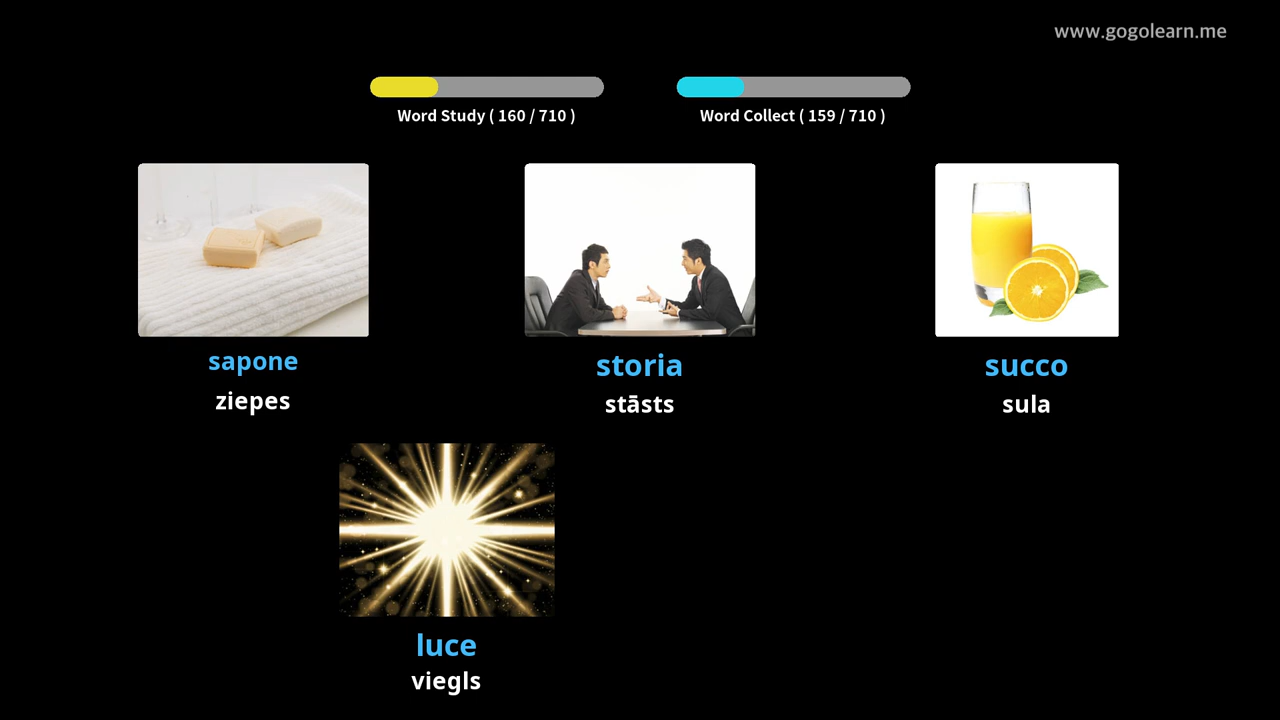 www.gogolearn.me
Word Study ( 160 / 710 )
Word Collect ( 159 / 710 )
sapone
ziepes
storia
stāsts
succo
sula
luce
viegls